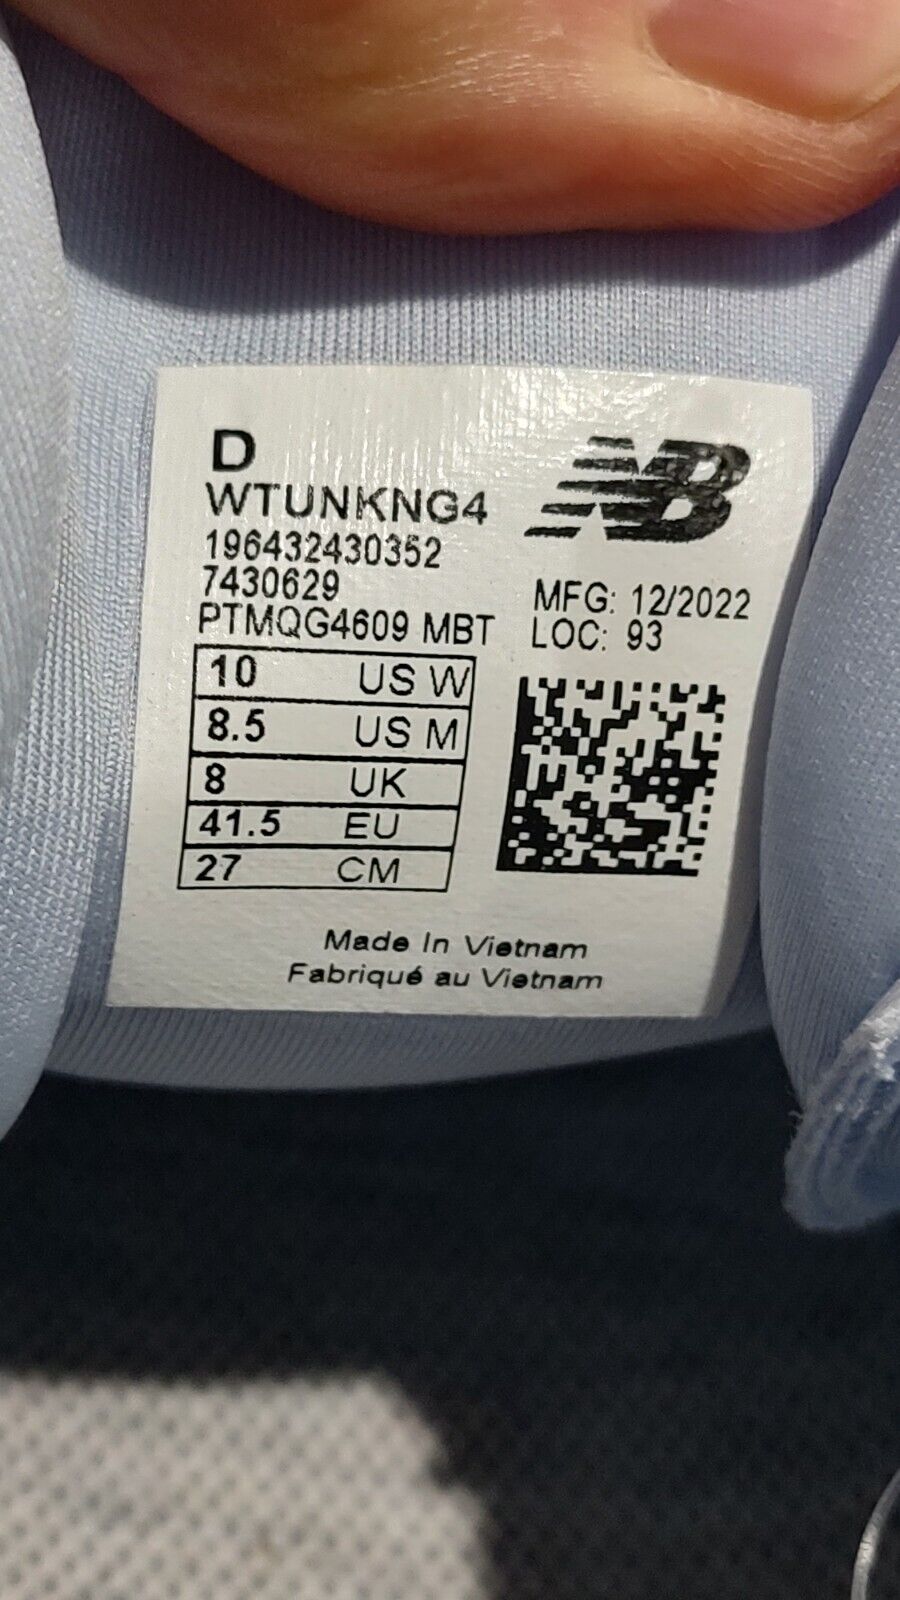 D
WTUNKNG4
196432430352
7430629
PTMQG4609 MBT
NB
MFG: 12/2022
LOC: 93
10 US W
8.5 US M
8 UK
41.5 EU
27 CM
Made In Vietnam
Fabriqué au Vietnam